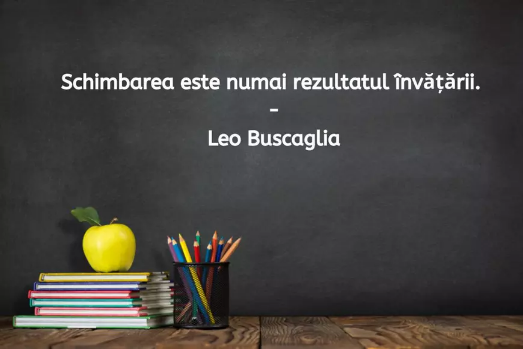 Schimbarea este numai rezultatul învățării.
-
Leo Buscaglia